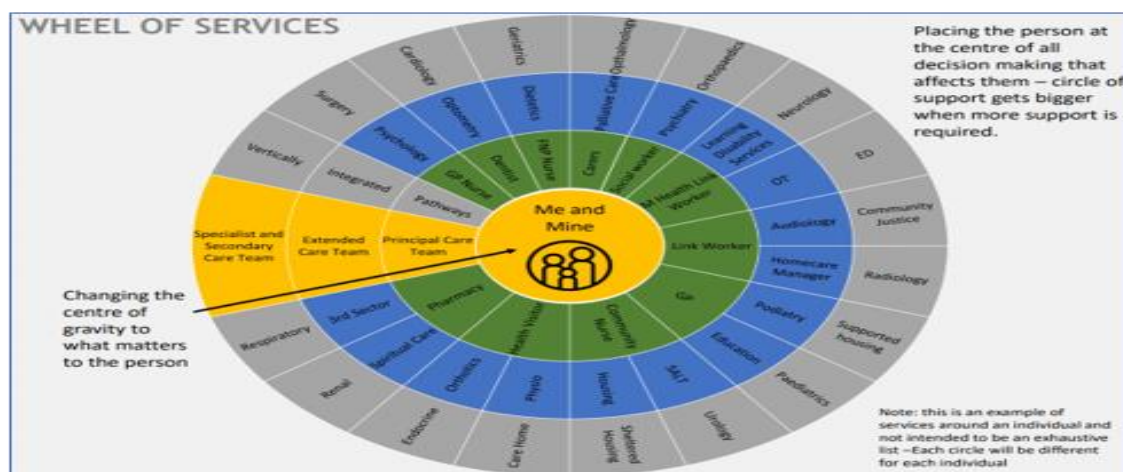 WHEEL OF SERVICES
Placing the person at
the centre of all
decision making that
affects them – circle of
support gets bigger
when more support is
required.
Changing the
centre of
gravity to
what matters
to the person
Me and
Mine
Principal Care
Team
Extended
Care Team
Specialist and
Secondary
Care Team
Pathways
Integrated
Vertically
GP Nurse
Dentist
FNP Nurse
Carers
Social worker
M Health Link
Worker
Link Worker
GP
Community
Nurse
Health Visitor
Pharmacy
Psychology
Optometry
Dietetics
Palliative Care
Psychiatry
Learning
Disability
Services
OT
Audiology
Homecare
Manager
Podiatry
Education
SALT
Housing
Physio
Orthotics
Spiritual Care
3rd Sector
Surgery
Cardiology
Geriatrics
Opthalmology
Orthopaedics
Neurology
ED
Community
Justice
Radiology
Supported
housing
Paediatrics
Urology
Sheltered
Housing
Care Home
Endocrine
Renal
Respiratory
Note: this is an example of
services around an individual and
not intended to be an exhaustive
list –Each circle will be different
for each individual